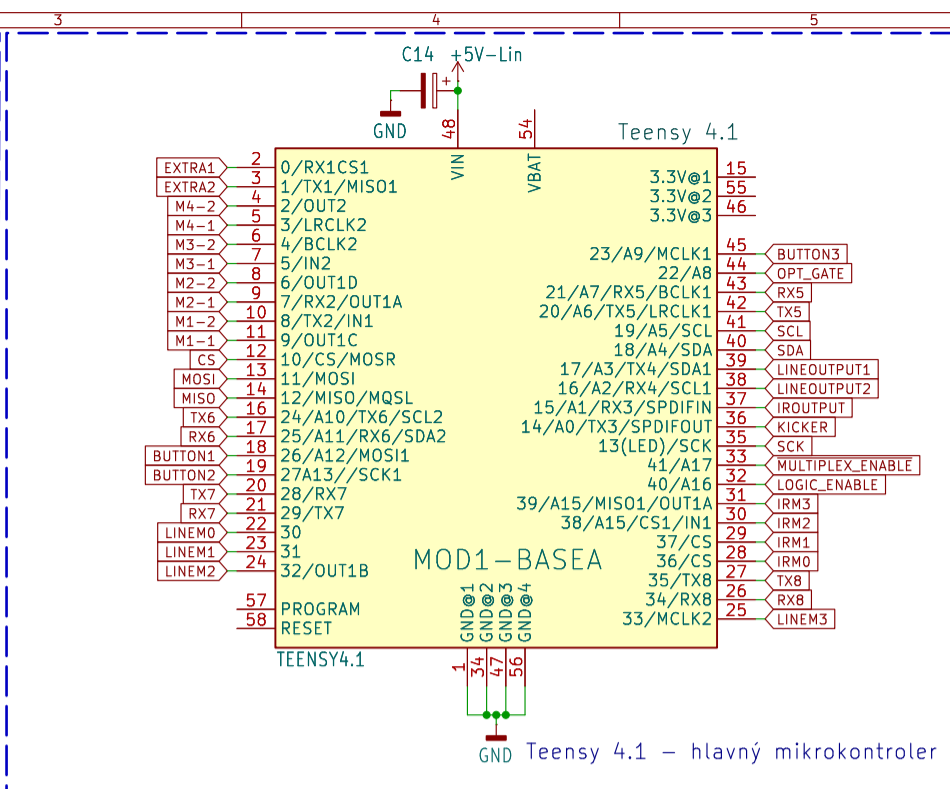 3 4 5
C14 +5V-Lin
+
GND
48 54
Teensy 4.1
VIN VBAT
EXTRA1 2 0/RX1CS1
EXTRA2 3 1/TX1/MISO1
M4-2 4 2/OUT2
M4-1 5 3/LRCLK2
M3-2 6 4/BCLK2
M3-1 7 5/IN2
M2-2 8 6/OUT1D
M2-1 9 7/RX2/OUT1A
M1-2 10 8/TX2/IN1
M1-1 11 9/OUT1C
CS 12 10/CS/MOSR
MOSI 13 11/MOSI
MISO 14 12/MISO/MQSL
TX6 16 24/A10/TX6/SCL2
RX6 17 25/A11/RX6/SDA2
BUTTON1 18 26/A12/MOSI1
BUTTON2 19 27A13//SCK1
TX7 20 28/RX7
RX7 21 29/TX7
LINEM0 22 30
LINEM1 23 31
LINEM2 24 32/OUT1B
57 PROGRAM
58 RESET
3.3V@1 15
3.3V@2 55
3.3V@3 46
23/A9/MCLK1 45 BUTTON3
22/A8 44 OPT_GATE
21/A7/RX5/BCLK1 43 RX5
20/A6/TX5/LRCLK1 42 TX5
19/A5/SCL 41 SCL
18/A4/SDA 40 SDA
17/A3/TX4/SDA1 39 LINEOUTPUT1
16/A2/RX4/SCL1 38 LINEOUTPUT2
15/A1/RX3/SPDIFIN 37 IROUTPUT
14/A0/TX3/SPDIFOUT 36 KICKER
13(LED)/SCK 35 SCK
41/A17 33 MULTIPLEX_ENABLE
40/A16 32 LOGIC_ENABLE
39/A15/MISO1/OUT1A 31 IRM3
38/A15/CS1/IN1 30 IRM2
37/CS 29 IRM1
36/CS 28 IRM0
35/TX8 27 TX8
34/RX8 26 RX8
33/MCLK2 25 LINEM3
MOD1-BASEA
GND@1 GND@2 GND@3 GND@4
TEENSY4.1
1 34 47 56
GND
Teensy 4.1 - hlavný mikrokontroler